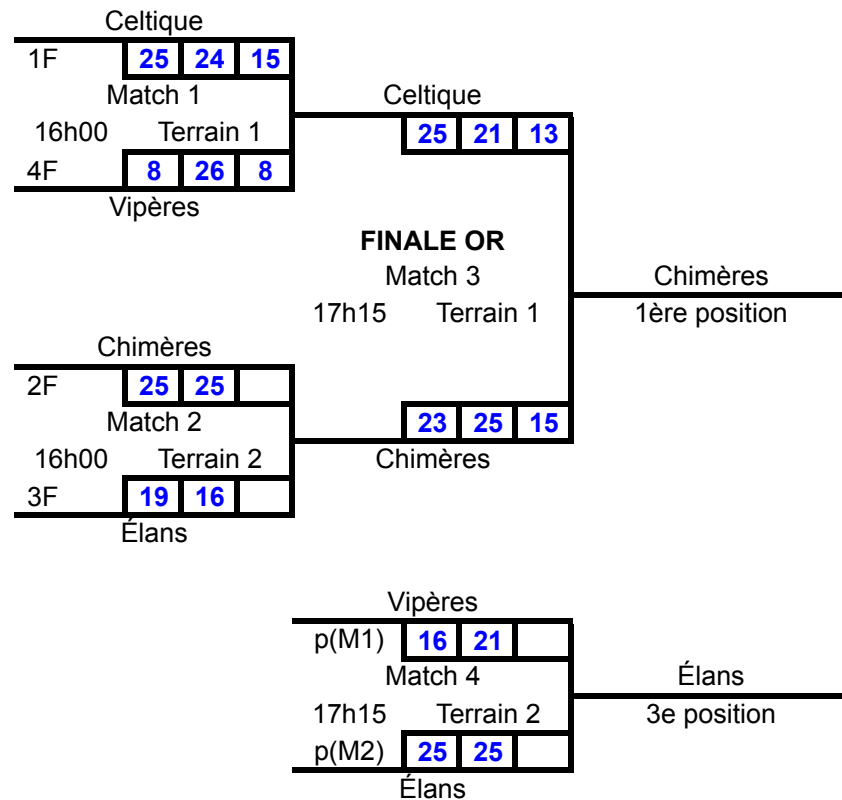 Celtique
1F 25 24 15
Match 1
16h00 Terrain 1
4F 8 26 8
Vipères
Celtique
25 21 13
FINALE OR
Match 3
17h15 Terrain 1
23 25 15
Chimères
Chimères
1ère position
Chimères
2F 25 25
Match 2
16h00 Terrain 2
3F 19 16
Élans
Vipères
p(M1) 16 21
Match 4
17h15 Terrain 2
p(M2) 25 25
Élans
Élans
3e position